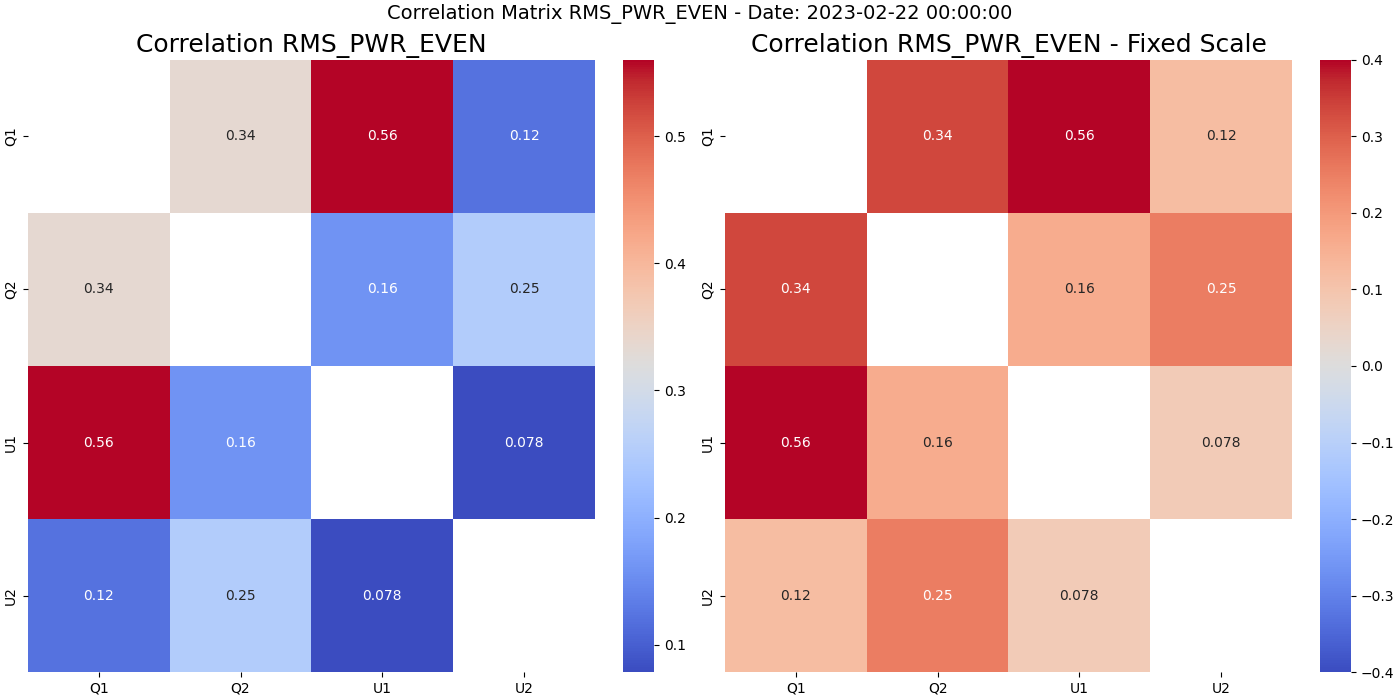 Correlation Matrix RMS_PWR_EVEN - Date: 2023-02-22 00:00:00
Correlation RMS_PWR_EVEN
Q1
0.34
0.56
0.12
Q2
0.34
0.16
0.25
U1
0.56
0.16
0.078
U2
0.12
0.25
0.078
Q1
Q2
U1
U2
0.5
0.4
0.3
0.2
0.1
Correlation RMS_PWR_EVEN - Fixed Scale
Q1
0.34
0.56
0.12
Q2
0.34
0.16
0.25
U1
0.56
0.16
0.078
U2
0.12
0.25
0.078
Q1
Q2
U1
U2
0.4
0.3
0.2
0.1
0.0
−0.1
−0.2
−0.3
−0.4